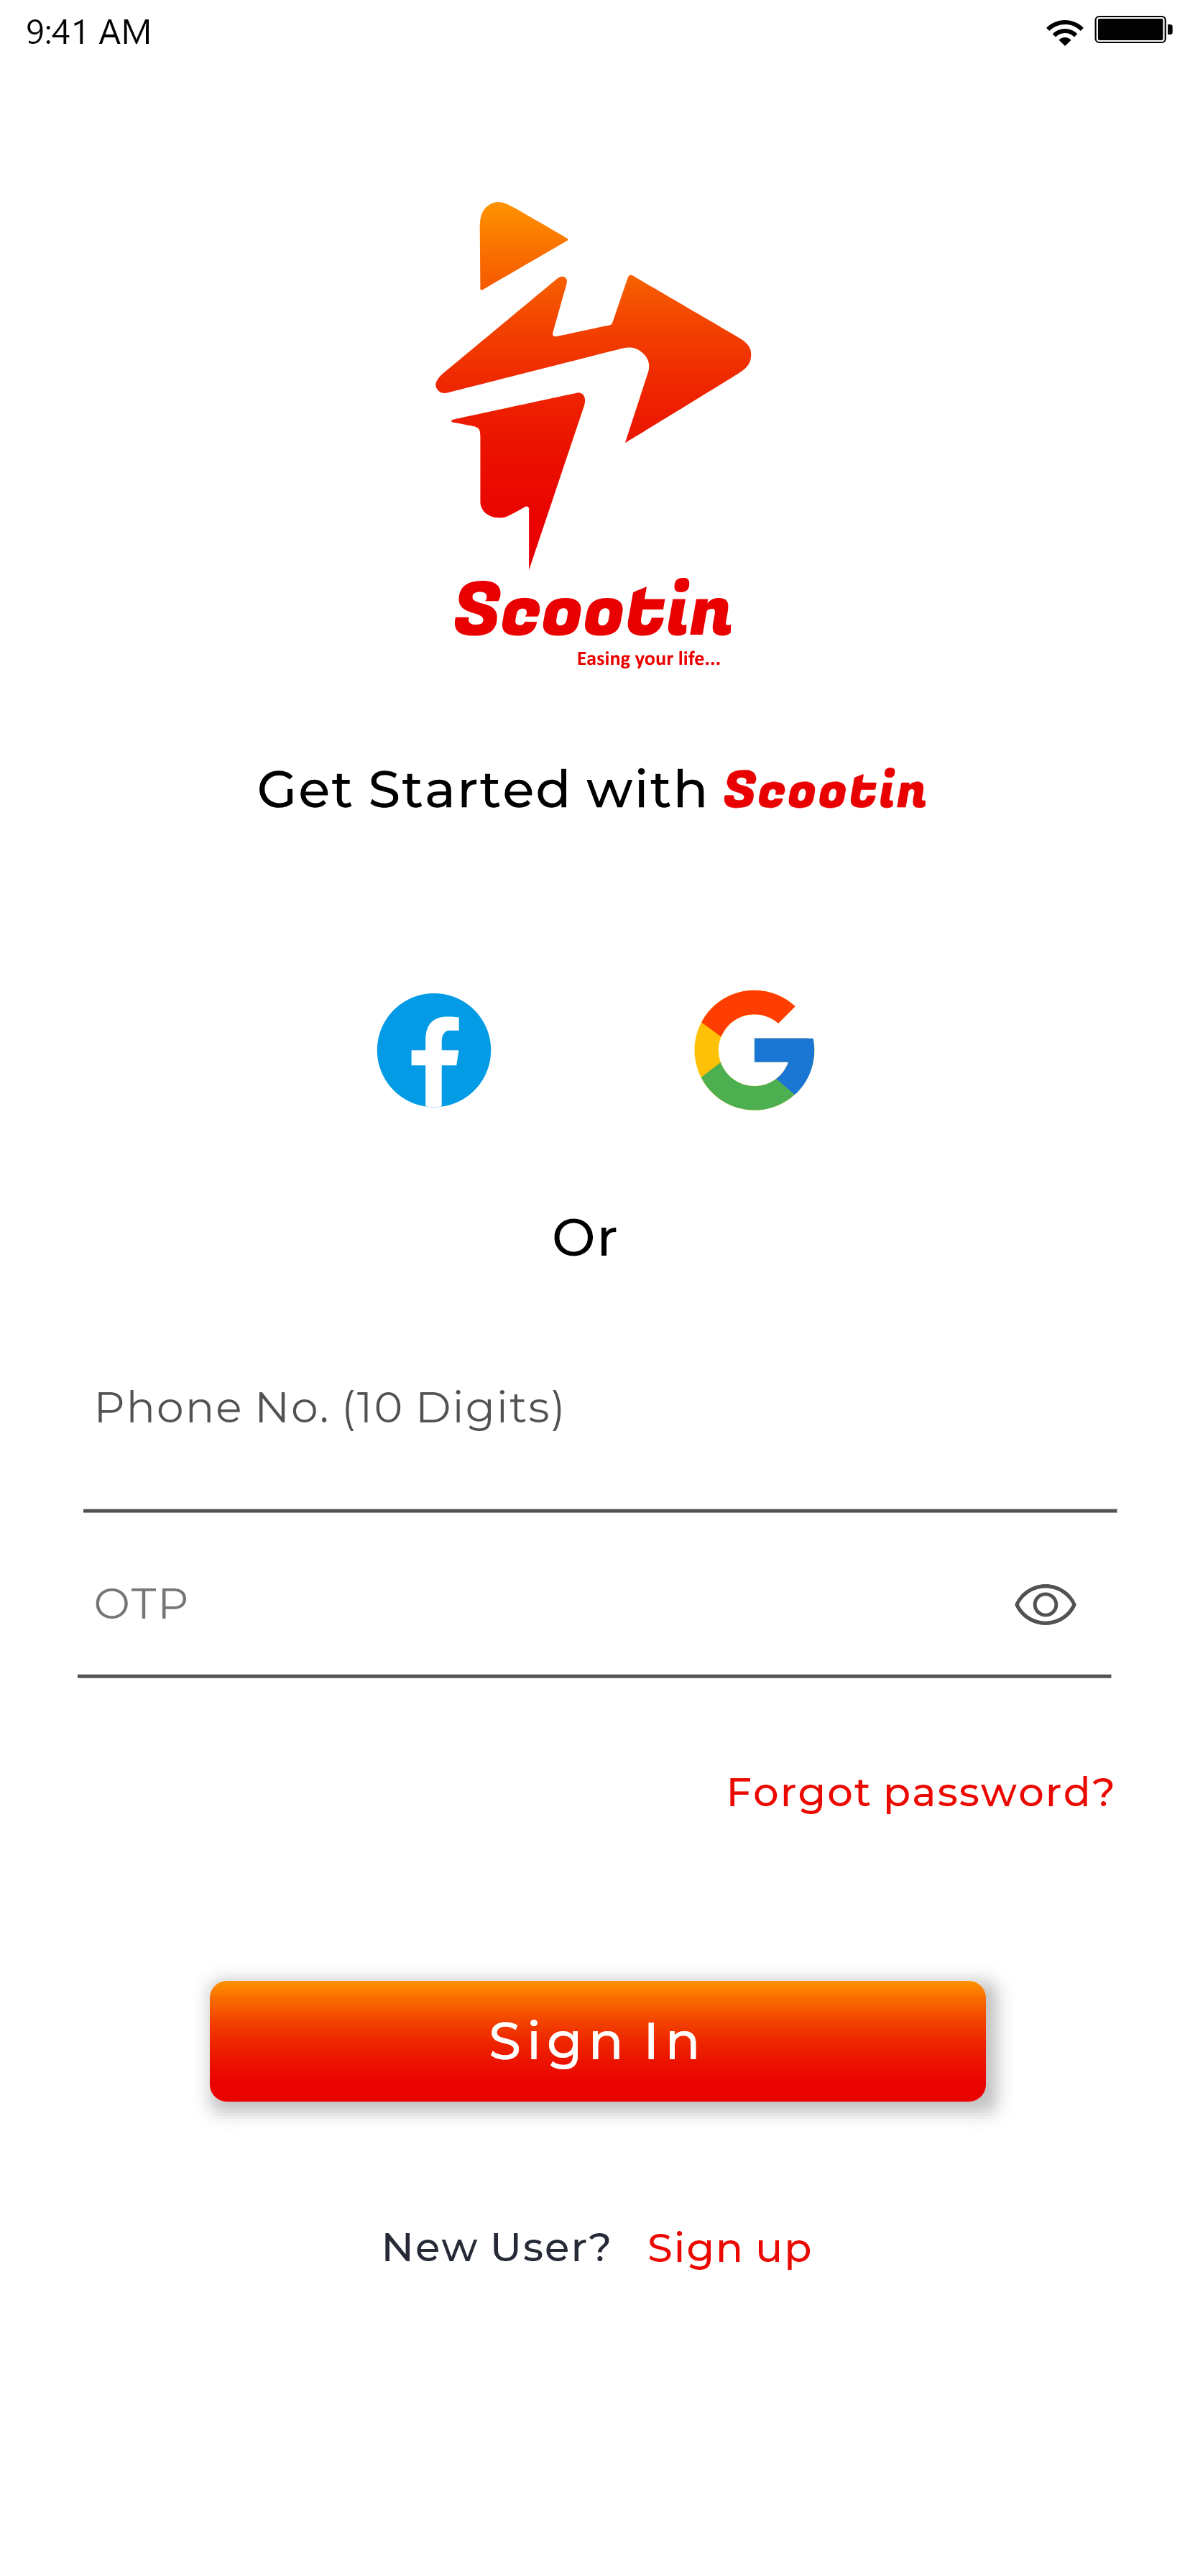 9:41 AM
Scootin
Easing your life...
Get Started with Scootin
Or
Phone No. (10 Digits)
OTP
Forgot password?
Sign In
New User? Sign up